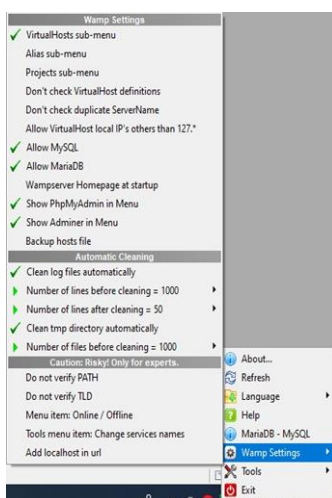 Wamp Settings
VirtualHosts sub-menu
Alias sub-menu
Projects sub-menu
Don't check VirtualHost definitions
Don't check duplicate ServerName
Allow VirtualHost local IP's others than 127.*
Allow MySQL
Allow MariaDB
Wampserver Homepage at startup
Show PhpMyAdmin in Menu
Show Adminer in Menu
Backup hosts file
Automatic Cleaning
Clean log files automatically
Number of lines before cleaning = 1000
Number of lines after cleaning = 50
Clean tmp directory automatically
Number of files before cleaning = 1000
Caution: Risky! Only for experts.
Do not verify PATH
Do not verify TLD
Menu item: Online / Offline
Tools menu item: Change services names
Add localhost in url
About...
Refresh
Language
Help
MariaDB - MySQL
Wamp Settings
Tools
Exit